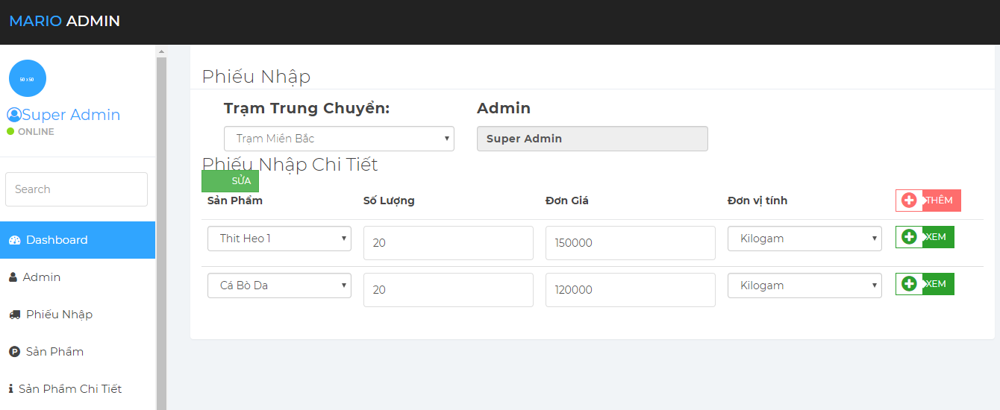 MARIO ADMIN
50 x 50
Super Admin
ONLINE
Search
Dashboard
Admin
Phiếu Nhập
Sản Phẩm
Sản Phẩm Chi Tiết
Phiếu Nhập
Trạm Trung Chuyển: Admin
Trạm Miền Bắc Super Admin
Phiếu Nhập Chi Tiết
SỬA
Sản Phẩm Số Lượng Đơn Giá Đơn vị tính THÊM
Thit Heo 1 20 150000 Kilogam XEM
Cá Bò Da 20 120000 Kilogam XEM